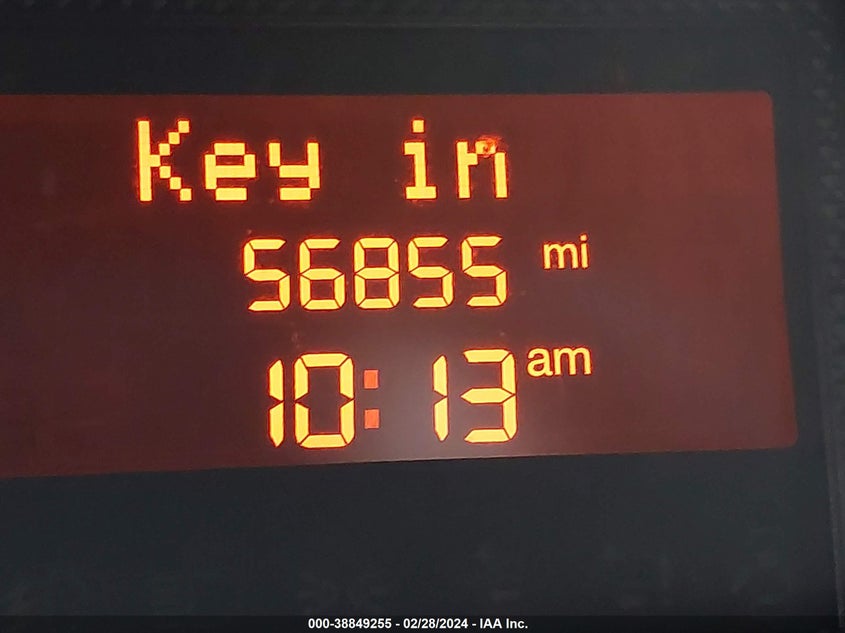 Key in
56855 mi
10:13 am
000-38849255 - 02/28/2024 - IAA Inc.